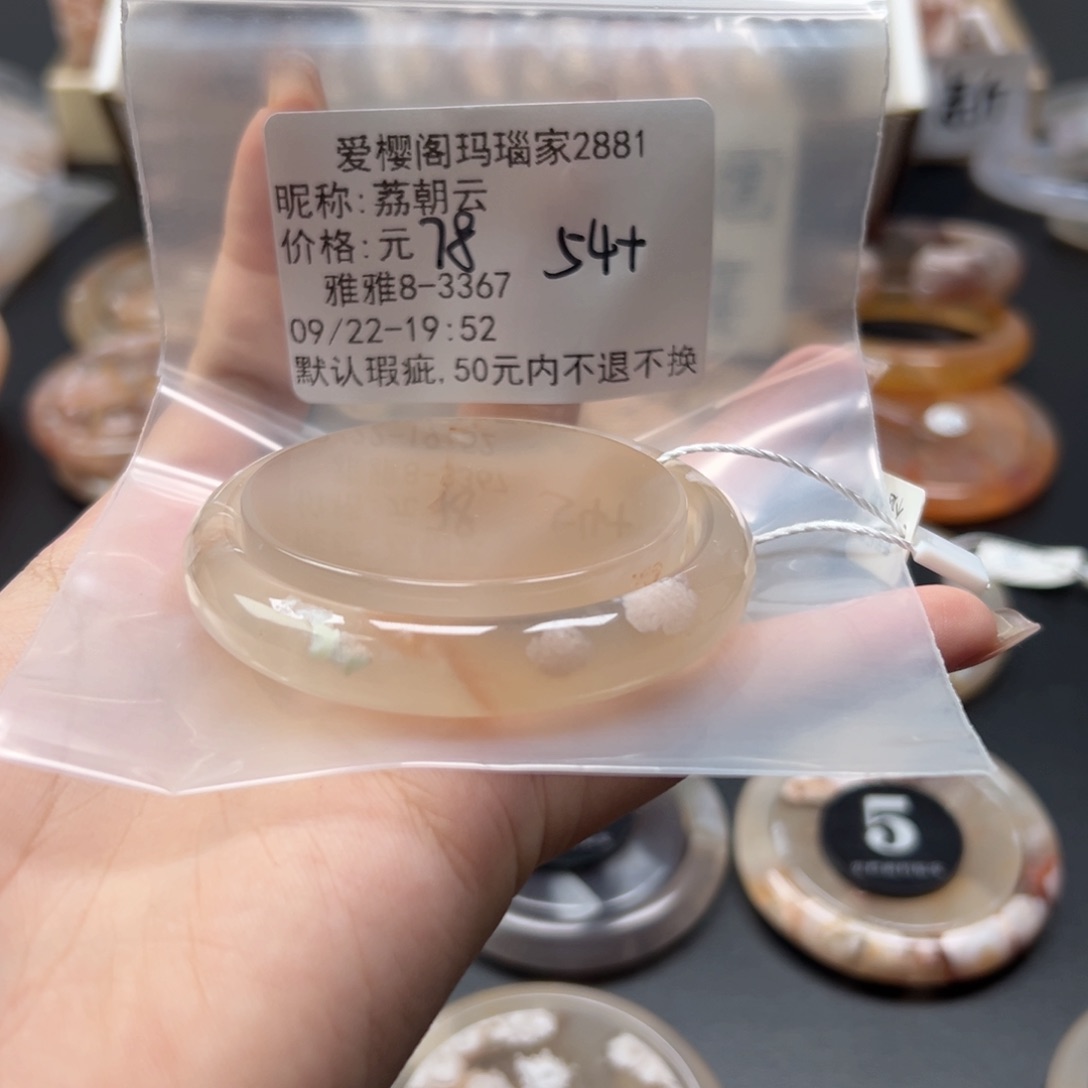 爱樱阁玛瑙家2881
昵称:荔朝云
价格:元 78 54+
雅雅8-3367
09/22-19:52
默认瑕疵,50元内不退不换
5